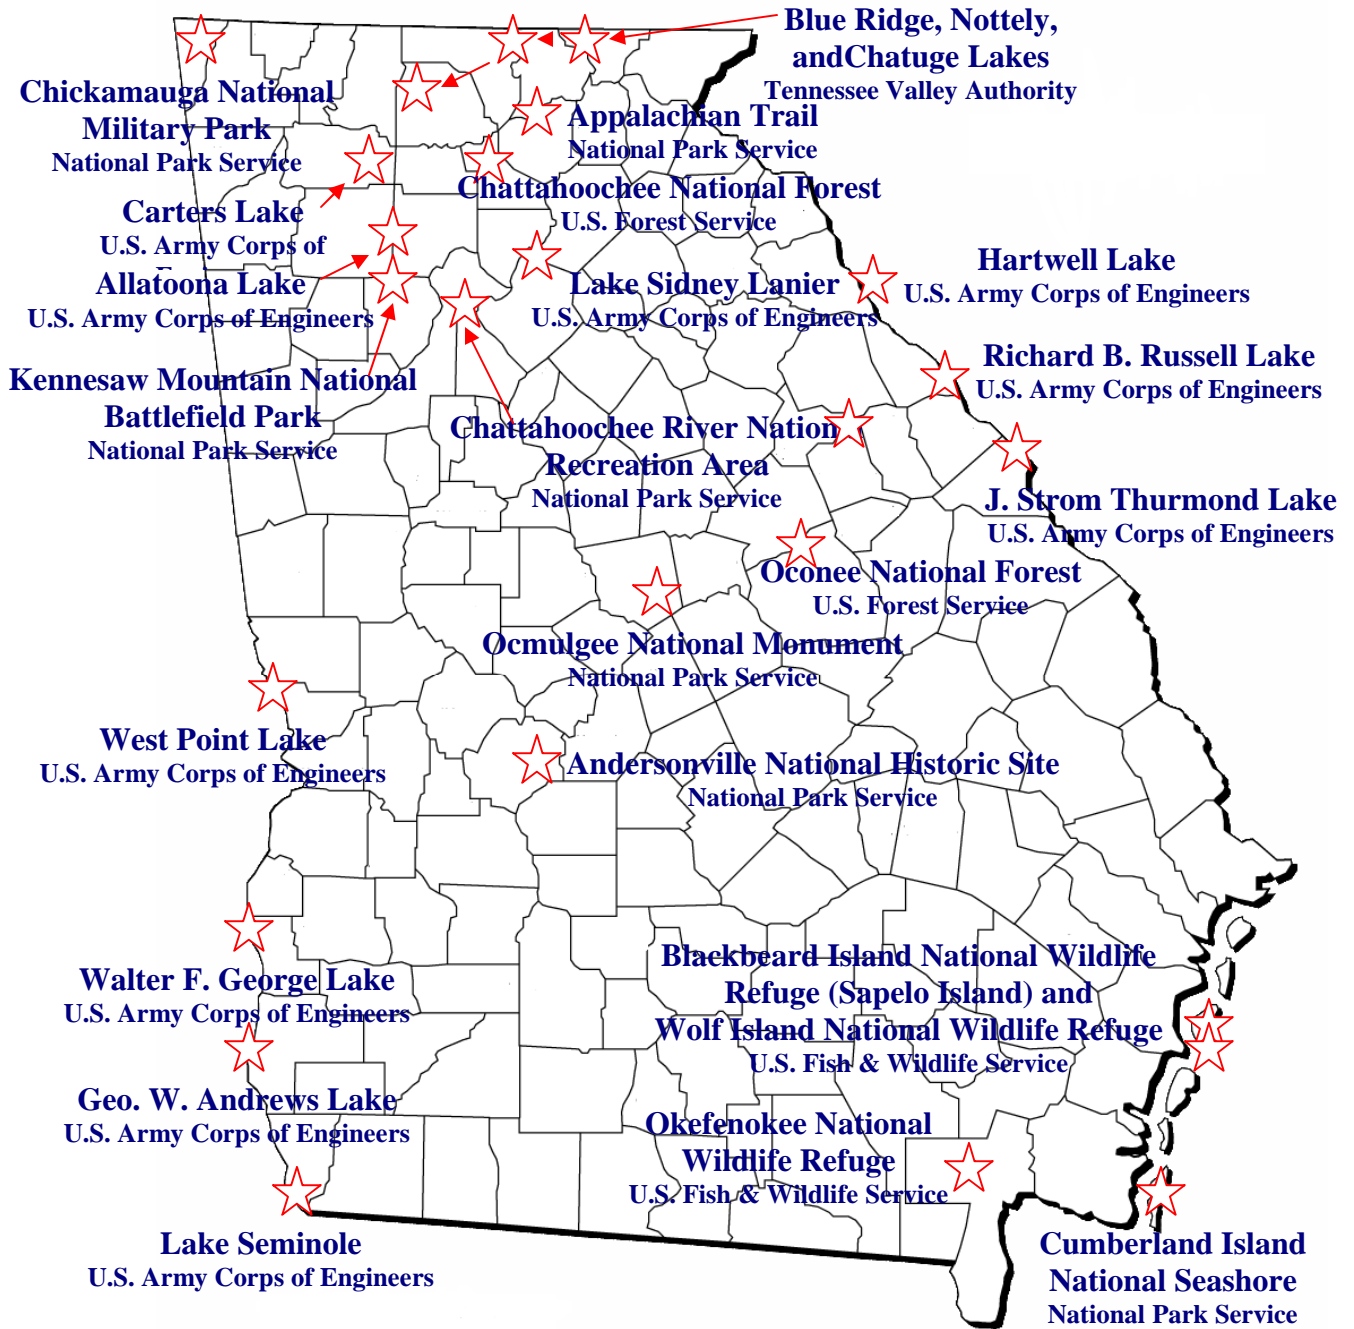 Blue Ridge, Nottely,
andChatuge Lakes
Tennessee Valley Authority
Chickamauga National
Military Park
National Park Service
Appalachian Trail
National Park Service
Chattahoochee National Forest
U.S. Forest Service
Carters Lake
U.S. Army Corps of
Allatoona Lake
U.S. Army Corps of Engineers
Lake Sidney Lanier
U.S. Army Corps of Engineers
Hartwell Lake
U.S. Army Corps of Engineers
Richard B. Russell Lake
U.S. Army Corps of Engineers
Kennesaw Mountain National
Battlefield Park
National Park Service
Chattahoochee River Nation
Recreation Area
National Park Service
J. Strom Thurmond Lake
U.S. Army Corps of Engineers
Oconee National Forest
U.S. Forest Service
Ocmulgee National Monument
National Park Service
West Point Lake
U.S. Army Corps of Engineers
Andersonville National Historic Site
National Park Service
Walter F. George Lake
U.S. Army Corps of Engineers
Blackbeard Island National Wildlife
Refuge (Sapelo Island) and
Wolf Island National Wildlife Refuge
U.S. Fish & Wildlife Service
Geo. W. Andrews Lake
U.S. Army Corps of Engineers
Okefenokee National
Wildlife Refuge
U.S. Fish & Wildlife Service
Lake Seminole
U.S. Army Corps of Engineers
Cumberland Island
National Seashore
National Park Service